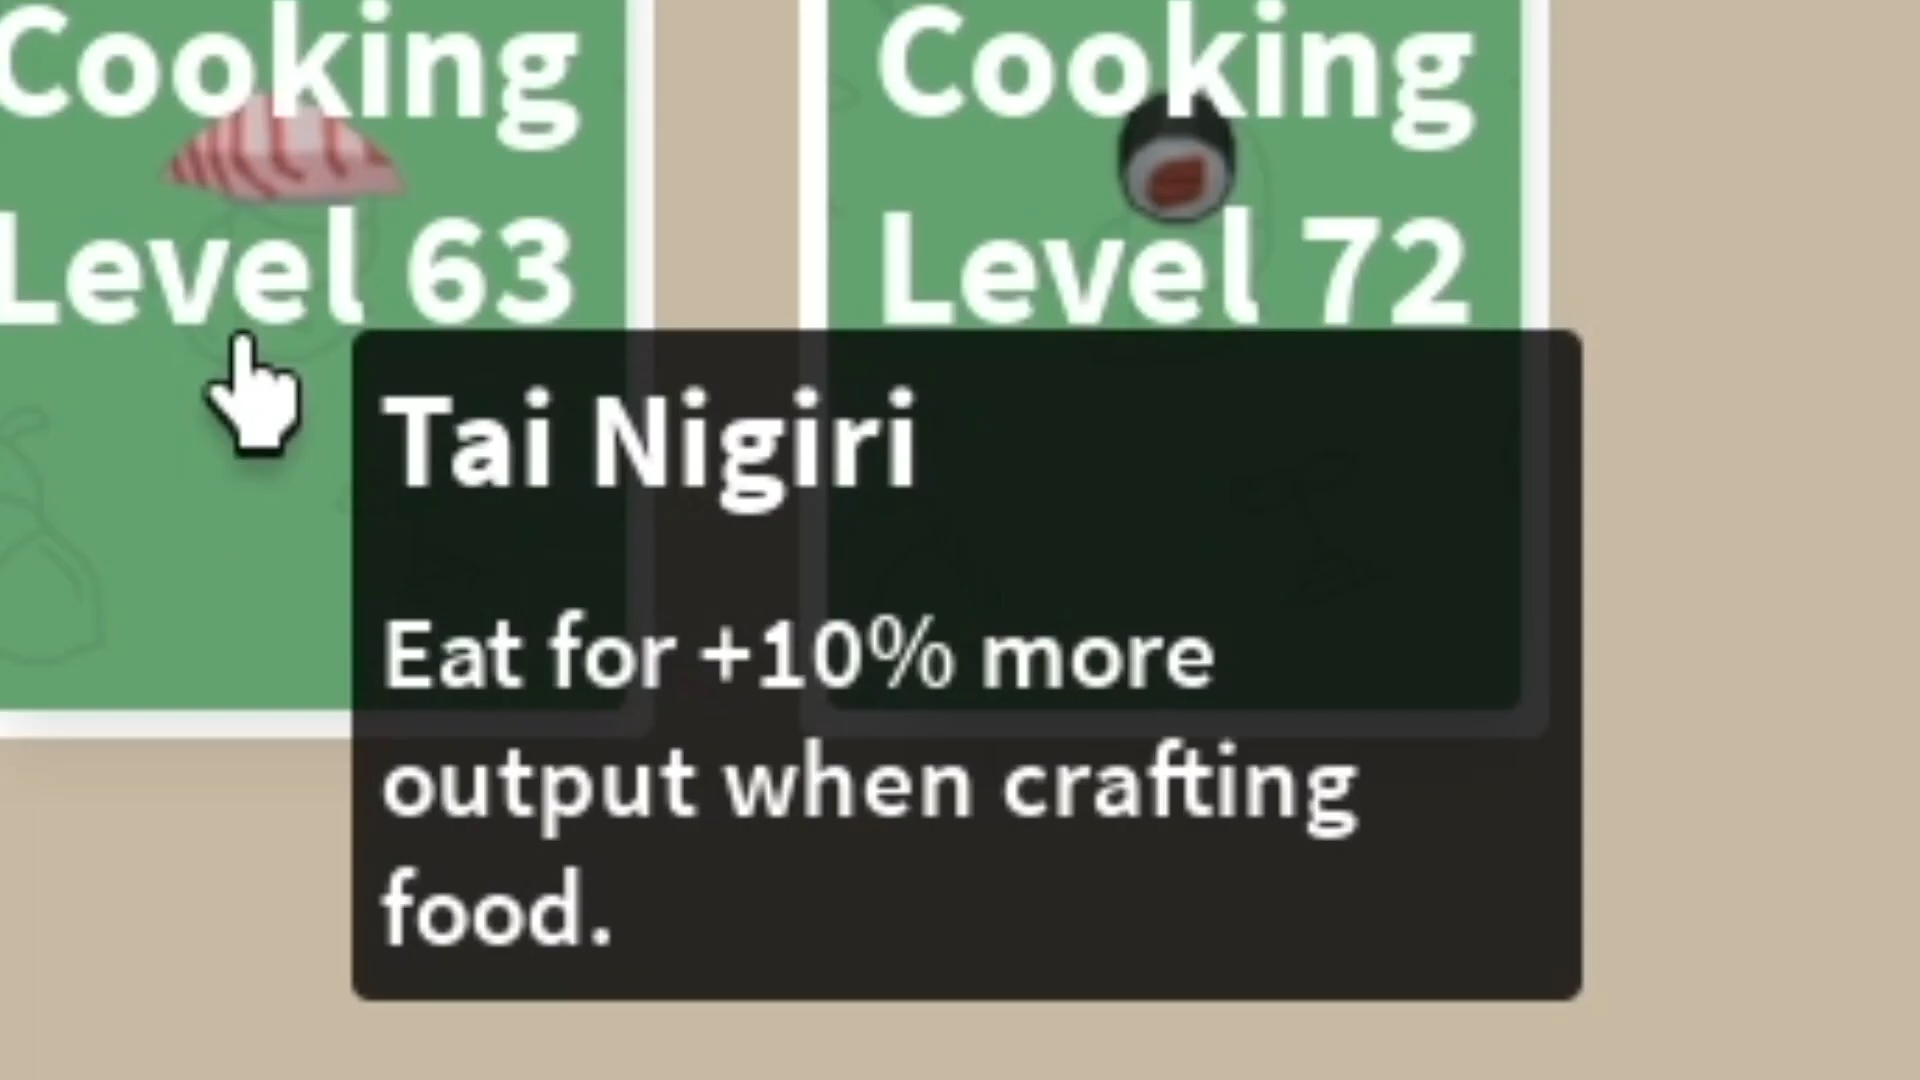 Cooking
Level 63
Cooking
Level 72
Tai Nigiri
Eat for +10% more
output when crafting
food.